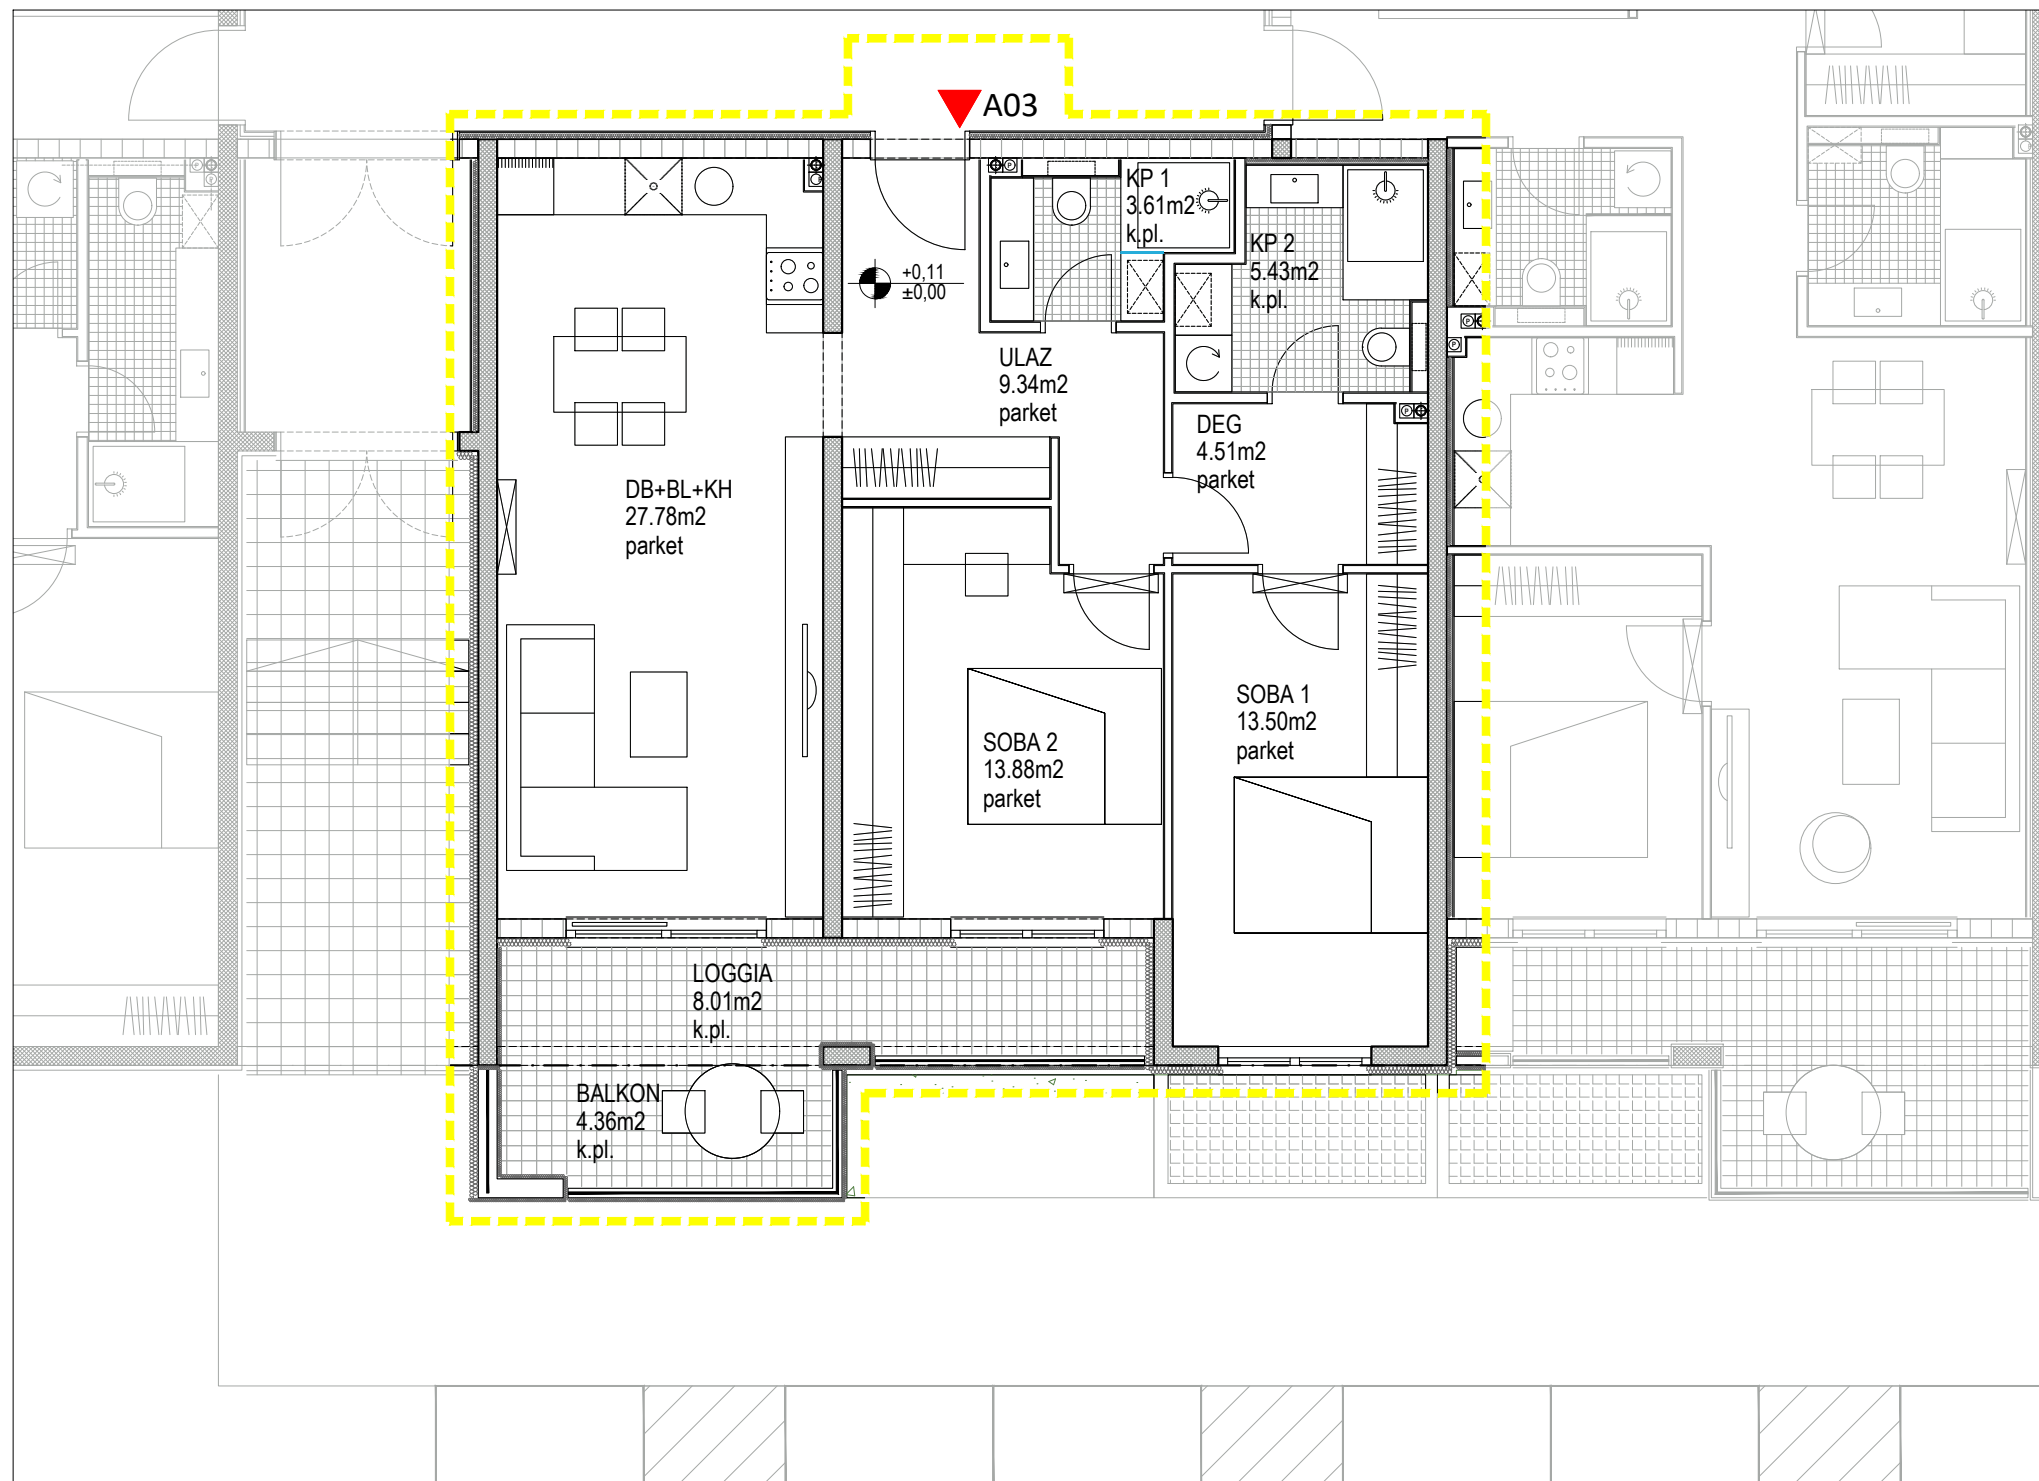 A03
KP 1
3.61m2
k.pl.
KP 2
5.43m2
k.pl.
+0,11
±0,00
ULAZ
9.34m2
parket
DEG
4.51m2
parket
DB+BL+KH
27.78m2
parket
SOBA 1
13.50m2
parket
SOBA 2
13.88m2
parket
LOGGIA
8.01m2
k.pl.
BALKON
4.36m2
k.pl.